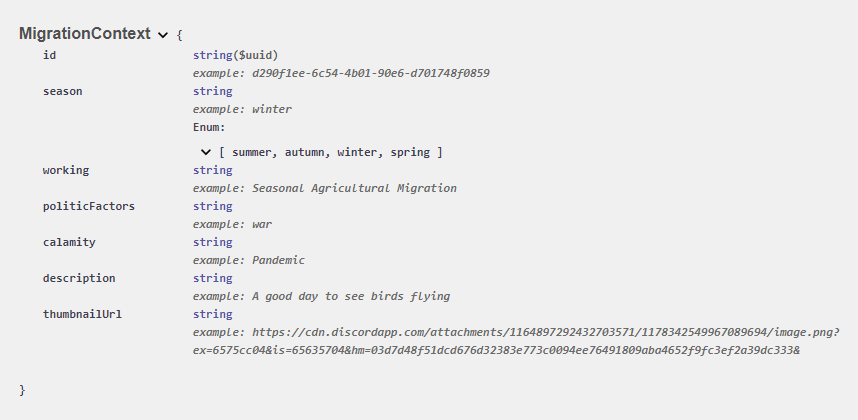 MigrationContext {
id string($uuid)
example: d290f1ee-6c54-4b01-90e6-d701748f0859
season string
example: winter
Enum:
[ summer, autumn, winter, spring ]
working string
example: Seasonal Agricultural Migration
politicFactors string
example: war
calamity string
example: Pandemic
description string
example: A good day to see birds flying
thumbnailUrl string
example: https://cdn.discordapp.com/attachments/1164897292432703571/1178342549967089694/image.png?
ex=6575cc04&is=65635704&hm=03d7d48f51dcd676d32383e773c0094ee76491809aba4652f9fc3ef2a39dc333&
}